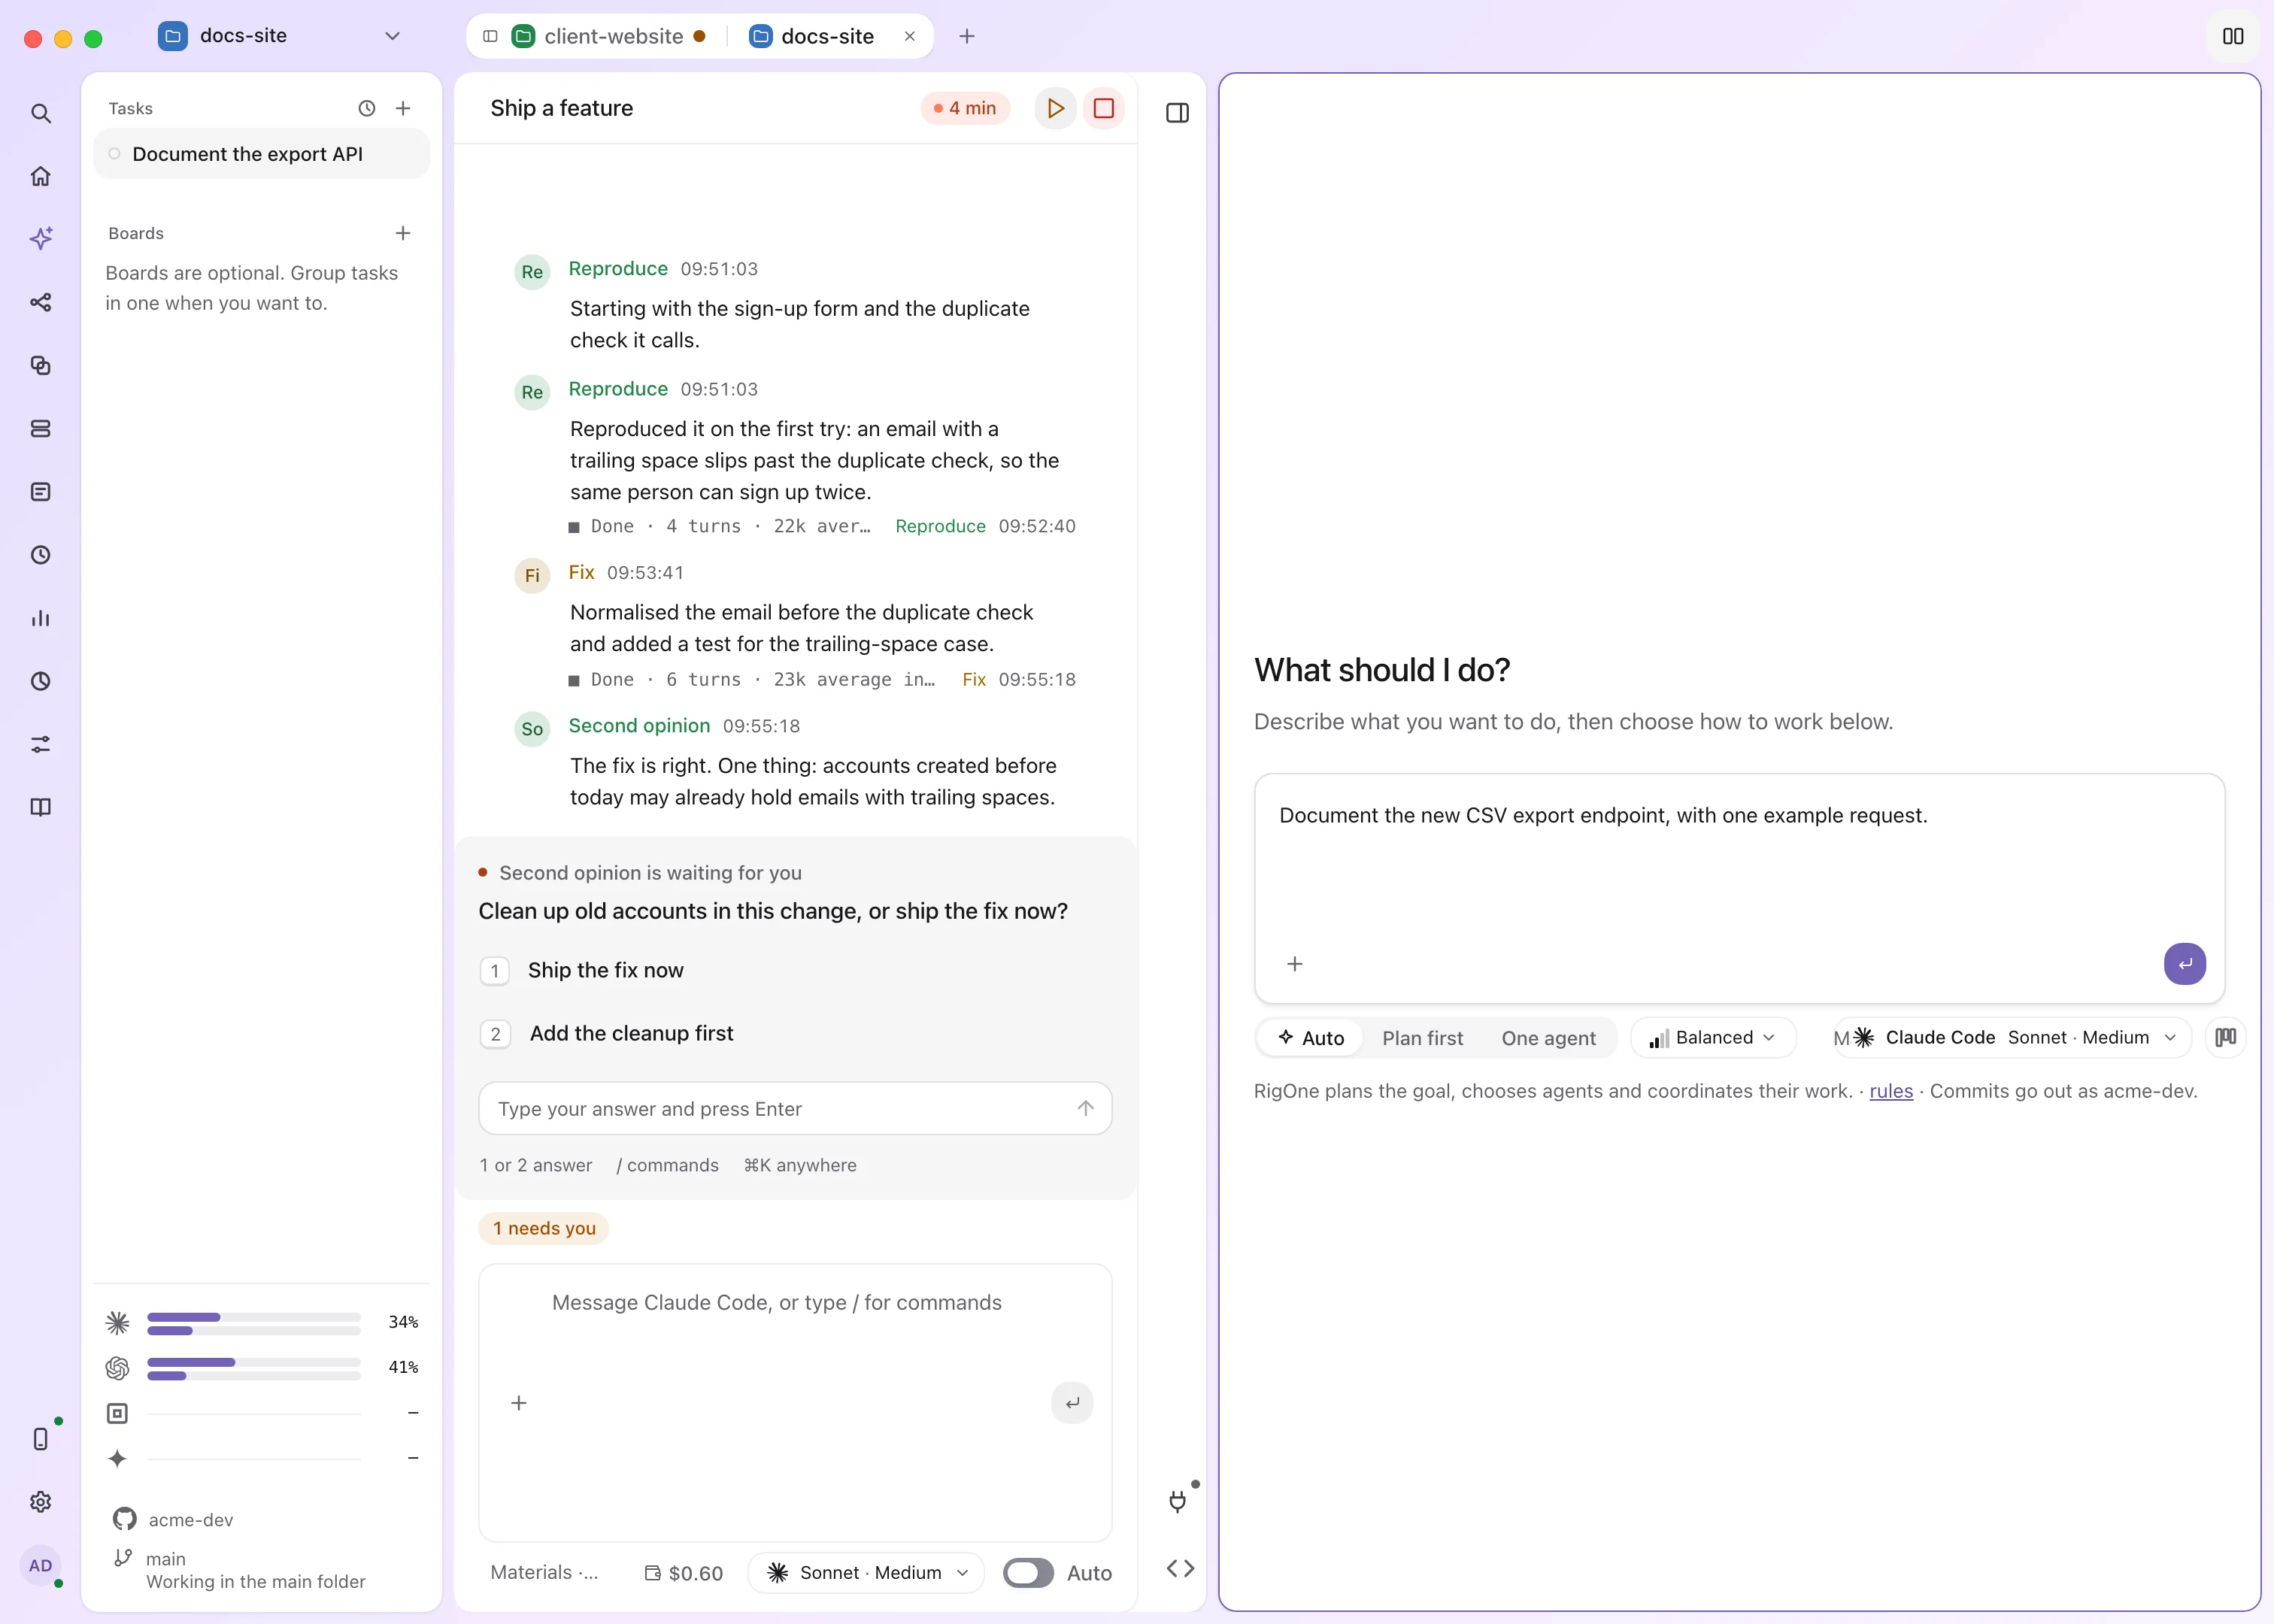 docs-site
client-website
docs-site
Tasks
Document the export API
Boards
Boards are optional. Group tasks
in one when you want to.
34%
41%
–
–
acme-dev
main
Working in the main folder
AD
Ship a feature
4 min
Re
Reproduce 09:51:03
Starting with the sign-up form and the duplicate
check it calls.
Re
Reproduce 09:51:03
Reproduced it on the first try: an email with a
trailing space slips past the duplicate check, so the
same person can sign up twice.
Done · 4 turns · 22k aver… Reproduce 09:52:40
Fi
Fix 09:53:41
Normalised the email before the duplicate check
and added a test for the trailing-space case.
Done · 6 turns · 23k average in… Fix 09:55:18
So
Second opinion 09:55:18
The fix is right. One thing: accounts created before
today may already hold emails with trailing spaces.
Second opinion is waiting for you
Clean up old accounts in this change, or ship the fix now?
1 Ship the fix now
2 Add the cleanup first
Type your answer and press Enter
1 or 2 answer / commands ⌘K anywhere
1 needs you
Message Claude Code, or type / for commands
Materials ·… $0.60 Sonnet · Medium Auto
What should I do?
Describe what you want to do, then choose how to work below.
Document the new CSV export endpoint, with one example request.
Auto Plan first One agent Balanced M Claude Code Sonnet · Medium
RigOne plans the goal, chooses agents and coordinates their work. · rules · Commits go out as acme-dev.